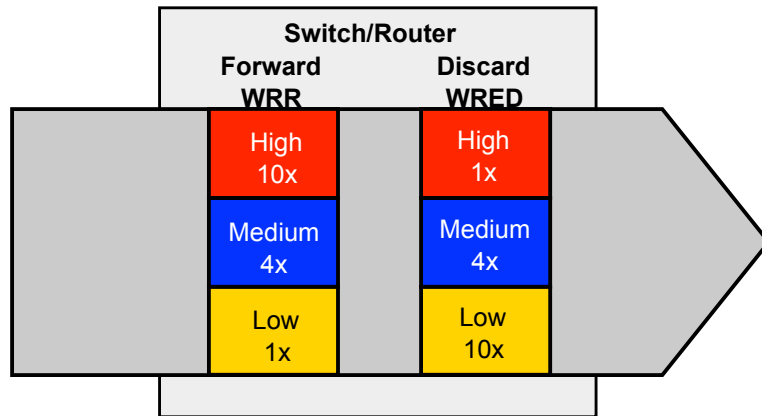 Switch/Router
Forward
WRR
Discard
WRED
High
10x
High
1x
Medium
4x
Medium
4x
Low
1x
Low
10x